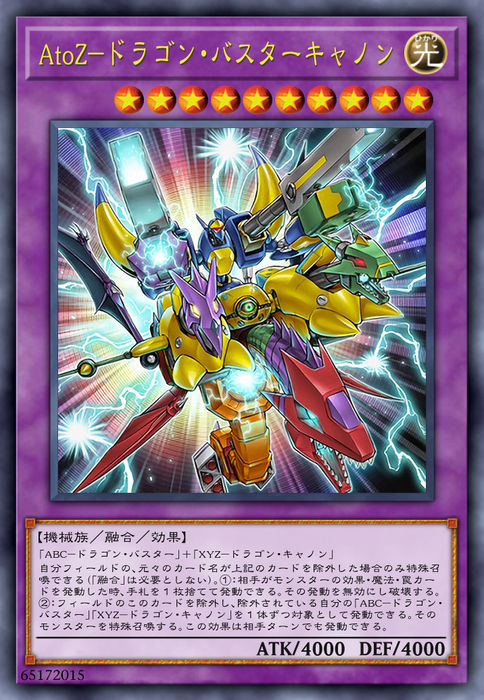 AtoZ-ドラゴン・バスターキャノン
ひかり
光
【機械族／融合／効果】
「ABC-ドラゴン・バスター」+「XYZ-ドラゴン・キャノン」
自分フィールドの、元々のカード名が上記のカードを除外した場合のみ特殊召
喚できる(「融合」は必要としない)。①:相手がモンスターの効果・魔法・罠カー
ドを発動した時、手札を1枚捨てて発動できる。その発動を無効にし破壊する。
②:フィールドのこのカードを除外し、除外されている自分の「ABC-ドラゴン・
バスター」「XYZ-ドラゴン・キャノン」を1体ずつ対象として発動できる。その
モンスターを特殊召喚する。この効果は相手ターンでも発動できる。
ATK/4000 DEF/4000
65172015